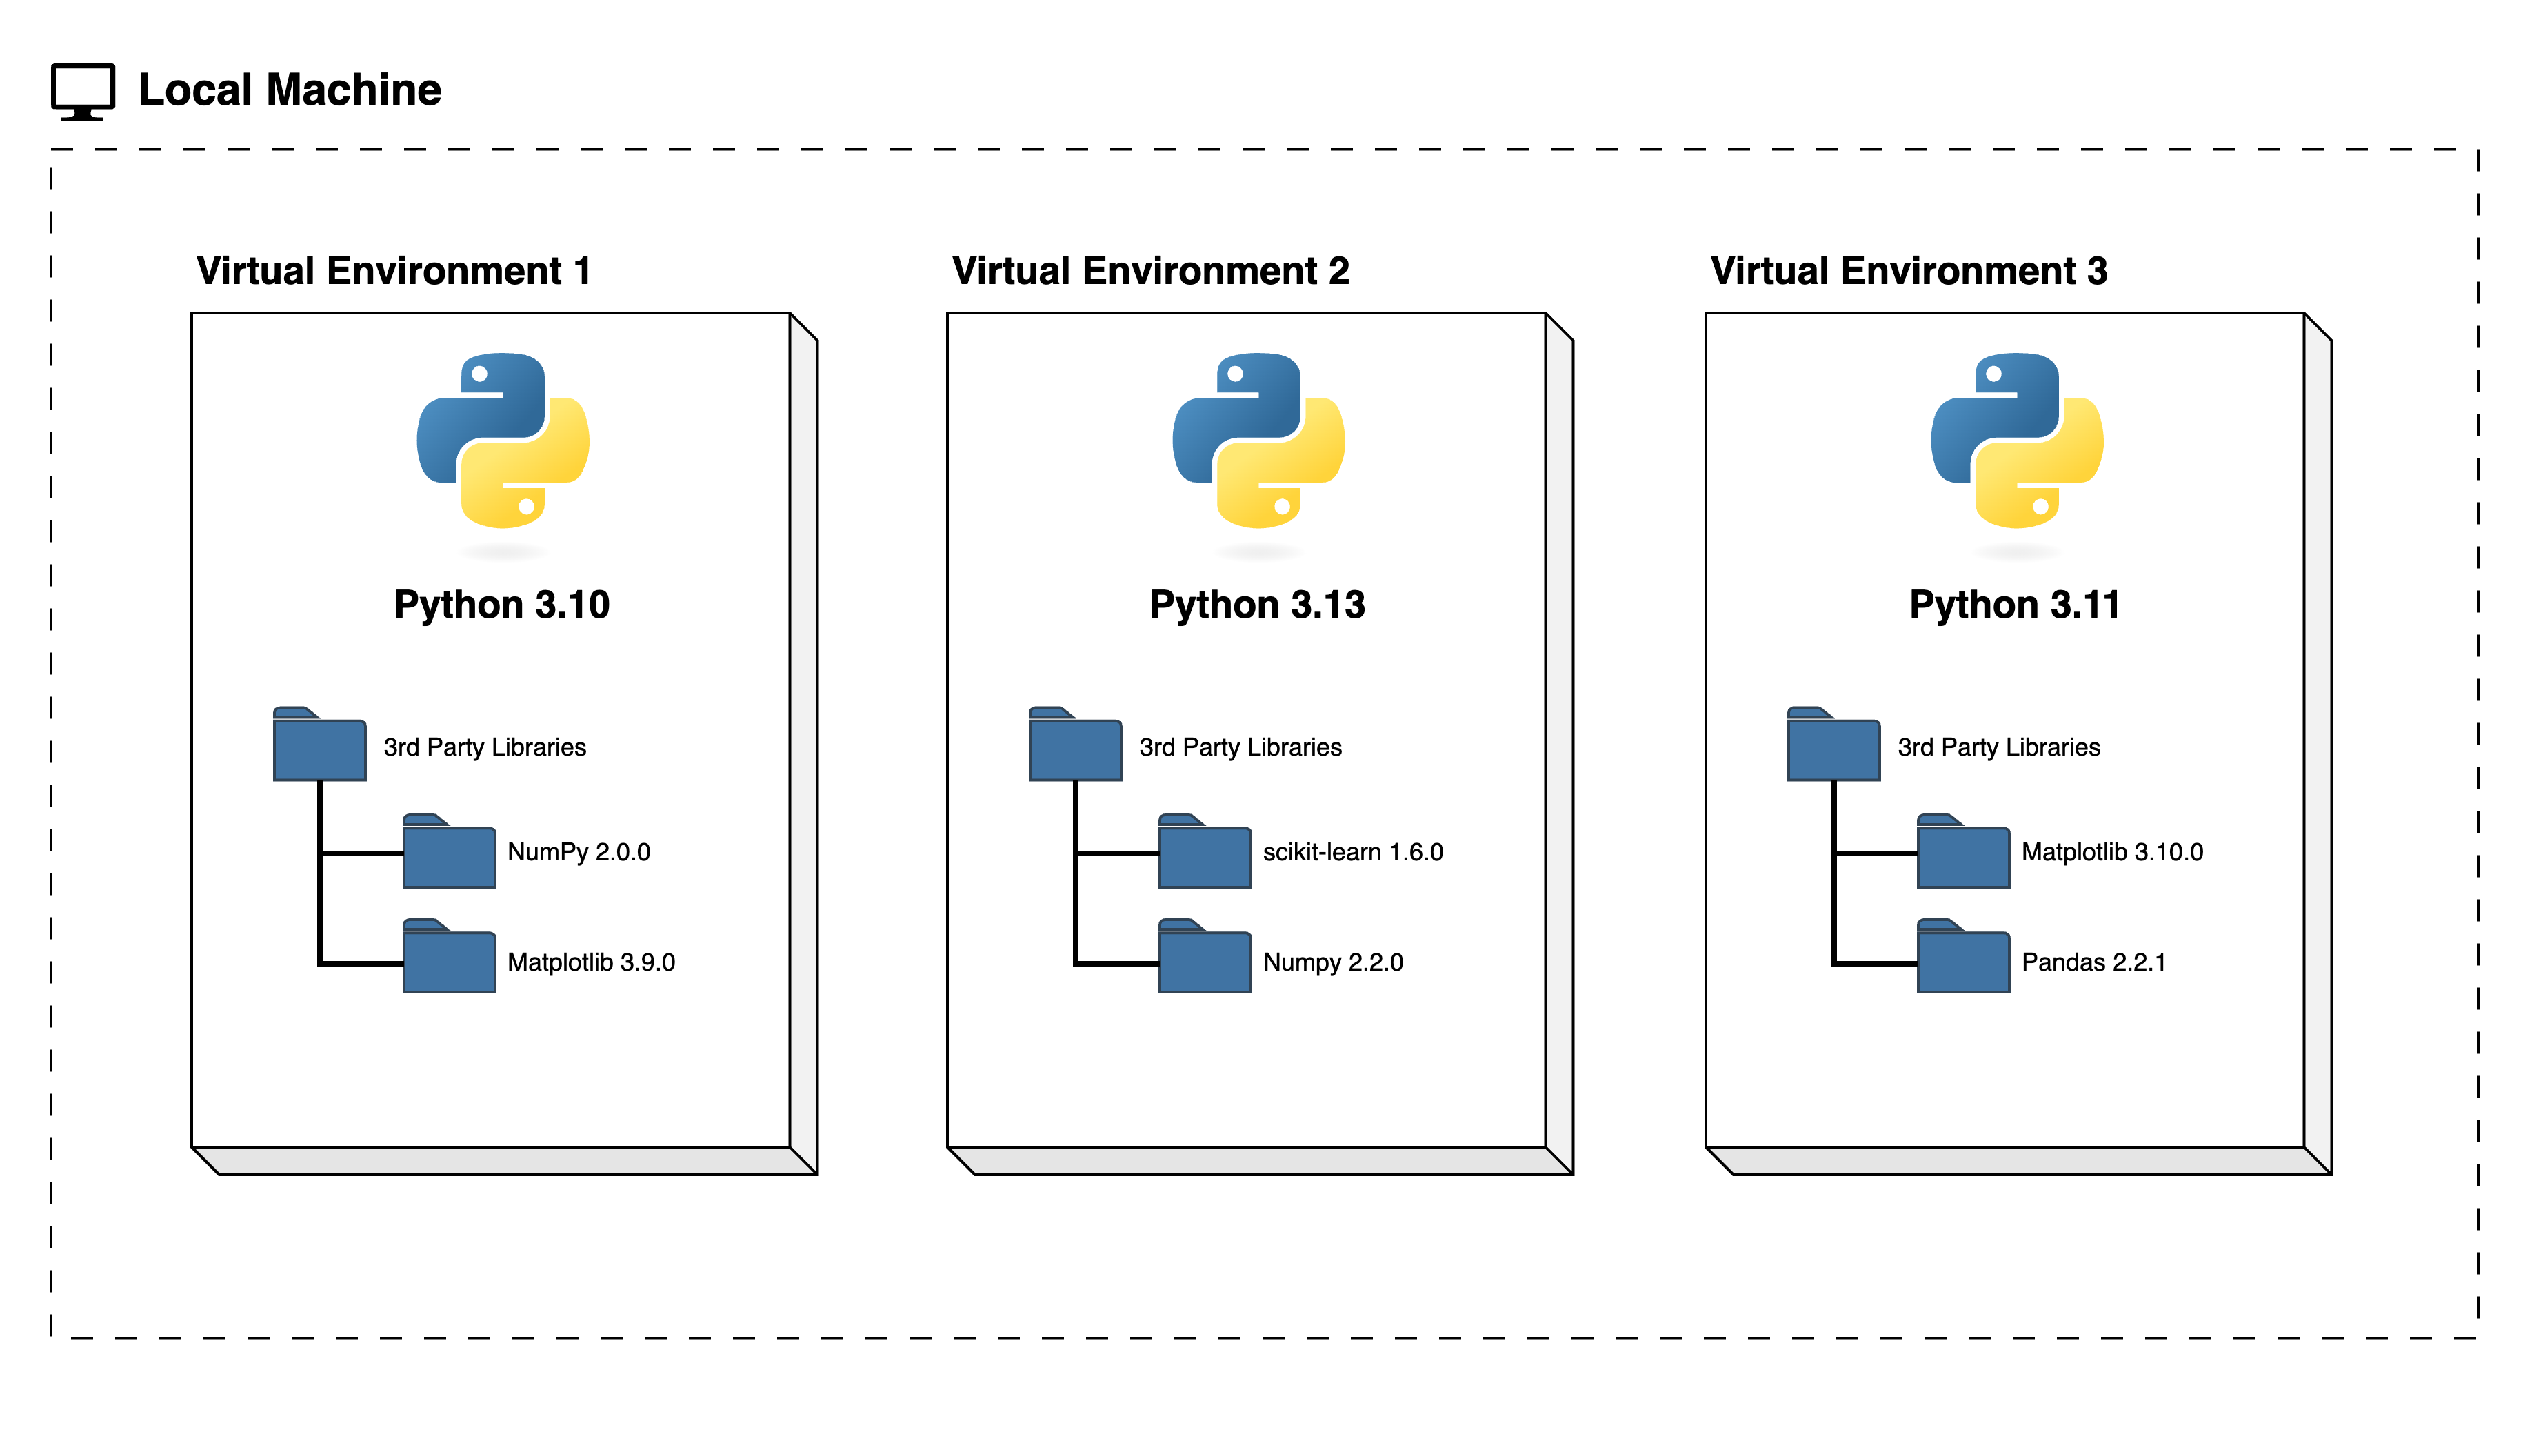 Local Machine
Virtual Environment 1
Python 3.10
3rd Party Libraries
NumPy 2.0.0
Matplotlib 3.9.0
Virtual Environment 2
Python 3.13
3rd Party Libraries
scikit-learn 1.6.0
Numpy 2.2.0
Virtual Environment 3
Python 3.11
3rd Party Libraries
Matplotlib 3.10.0
Pandas 2.2.1